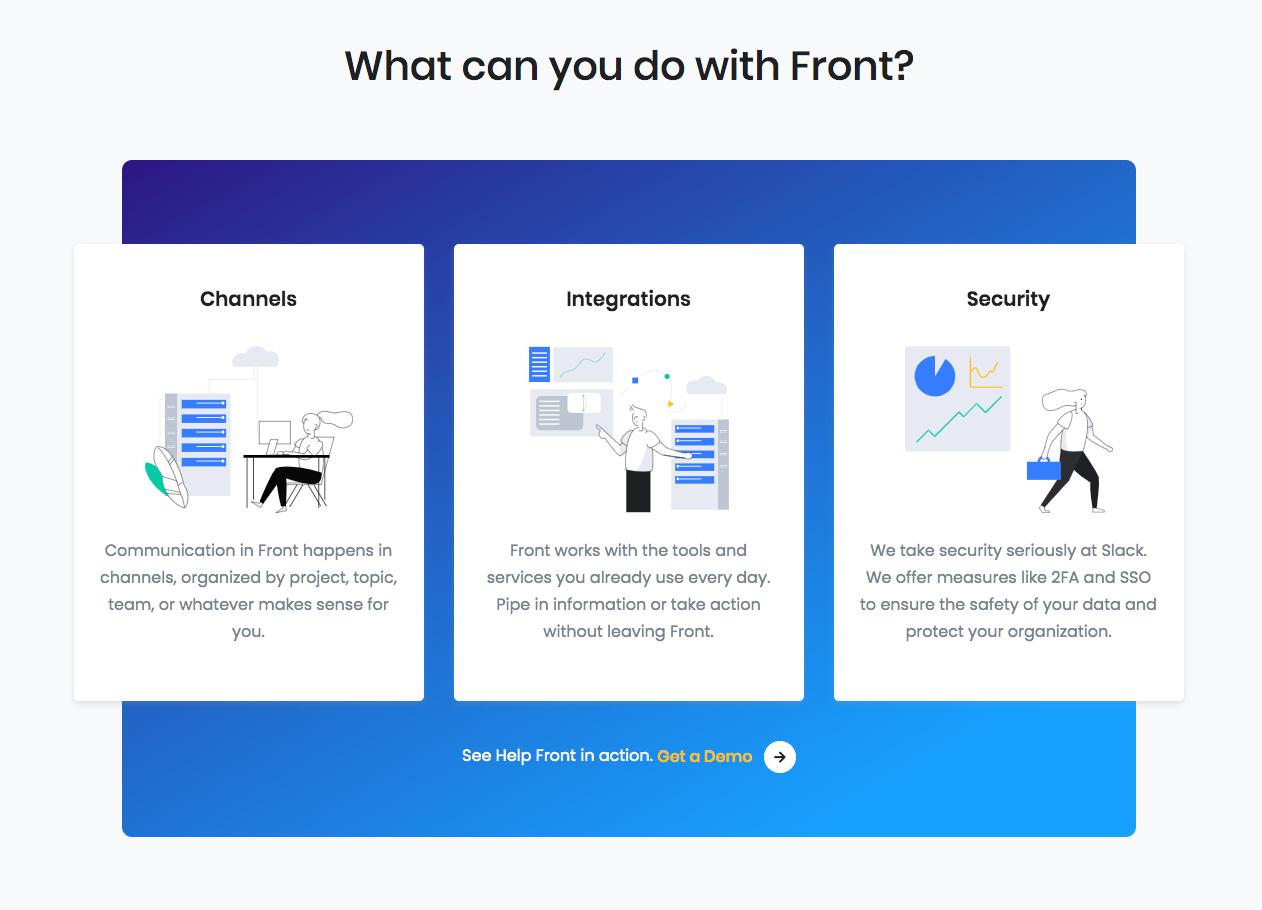 What can you do with Front?
Channels
Communication in Front happens in
channels, organized by project, topic,
team, or whatever makes sense for
you.
Integrations
Front works with the tools and
services you already use every day.
Pipe in information or take action
without leaving Front.
Security
We take security seriously at Slack.
We offer measures like 2FA and SSO
to ensure the safety of your data and
protect your organization.
See Help Front in action. Get a Demo